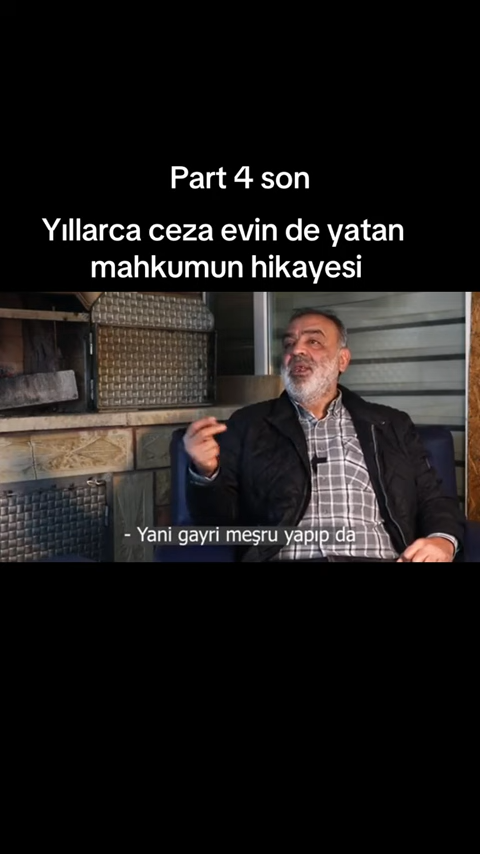 Part 4 son
Yıllarca ceza evin de yatan
mahkumun hikayesi
- Yani gayri meşru yapıp da